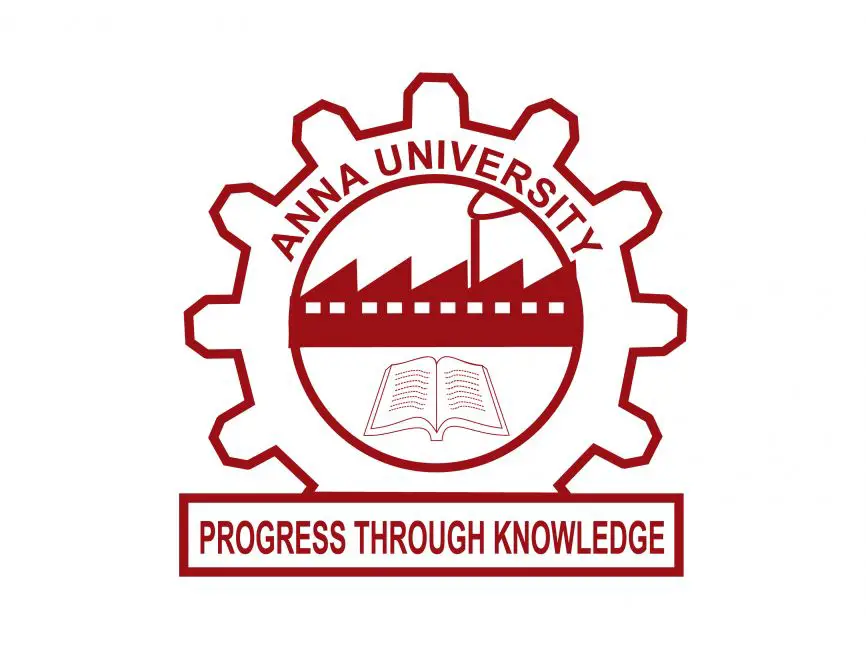 ANNA UNIVERSITY
PROGRESS THROUGH KNOWLEDGE